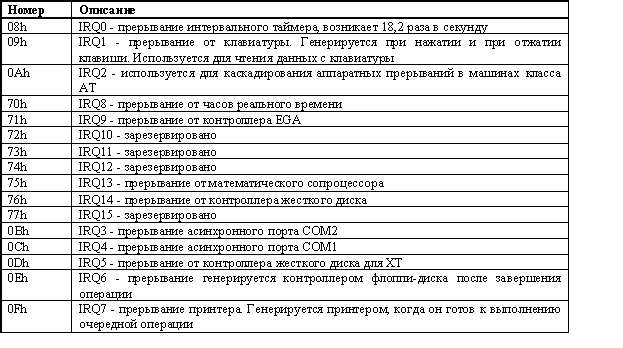 Номер Описание
08h IRQ0 - прерывание интервального таймера, возникает 18,2 раза в секунду
09h IRQ1 - прерывание от клавиатуры. Генерируется при нажатии и при отжатии
клавиши. Используется для чтения данных с клавиатуры
0Ah IRQ2 - используется для каскадирования аппаратных прерываний в машинах класса
AT
70h IRQ8 - прерывание от часов реального времени
71h IRQ9 - прерывание от контроллера EGA
72h IRQ10 - зарезервировано
73h IRQ11 - зарезервировано
74h IRQ12 - зарезервировано
75h IRQ13 - прерывание от математического сопроцессора
76h IRQ14 - прерывание от контроллера жесткого диска
77h IRQ15 - зарезервировано
0Bh IRQ3 - прерывание асинхронного порта COM2
0Ch IRQ4 - прерывание асинхронного порта COM1
0Dh IRQ5 - прерывание от контроллера жесткого диска для XT
0Eh IRQ6 - прерывание генерируется контроллером флоппи-диска после завершения
операции
0Fh IRQ7 - прерывание принтера. Генерируется принтером, когда он готов к выполнению
очередной операции